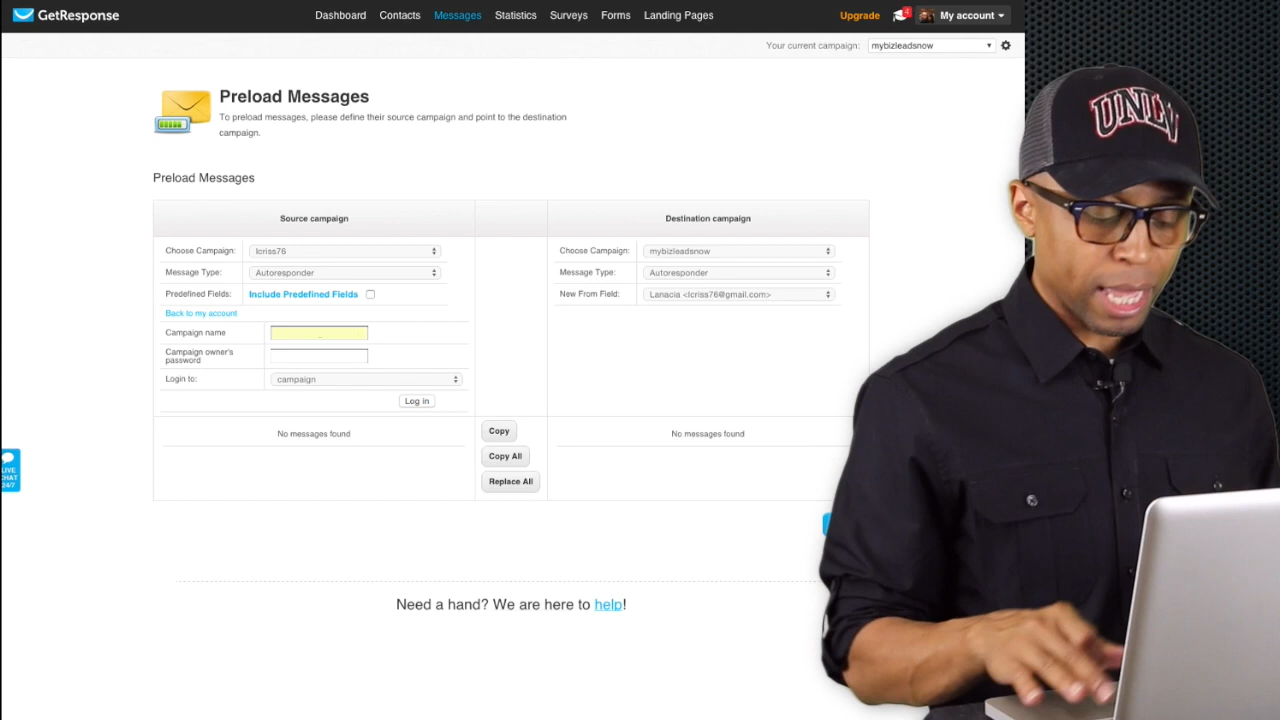 GetResponse
Dashboard Contacts Messages Statistics Surveys Forms Landing Pages
Upgrade 4 My account
Your current campaign: mybizleadsnow
Preload Messages
To preload messages, please define their source campaign and point to the destination
campaign.
Preload Messages
Source campaign Destination campaign
Choose Campaign: lcriss76 Choose Campaign: mybizleadsnow
Message Type: Autoresponder Message Type: Autoresponder
Predefined Fields: Include Predefined Fields New From Field: Lanacia <lcriss76@gmail.com>
Back to my account
Campaign name
Campaign owner's
password
Login to: campaign
Log in
No messages found Copy No messages found
Copy All
Replace All
LIVE
CHAT
24/7
Need a hand? We are here to help!
UNLV